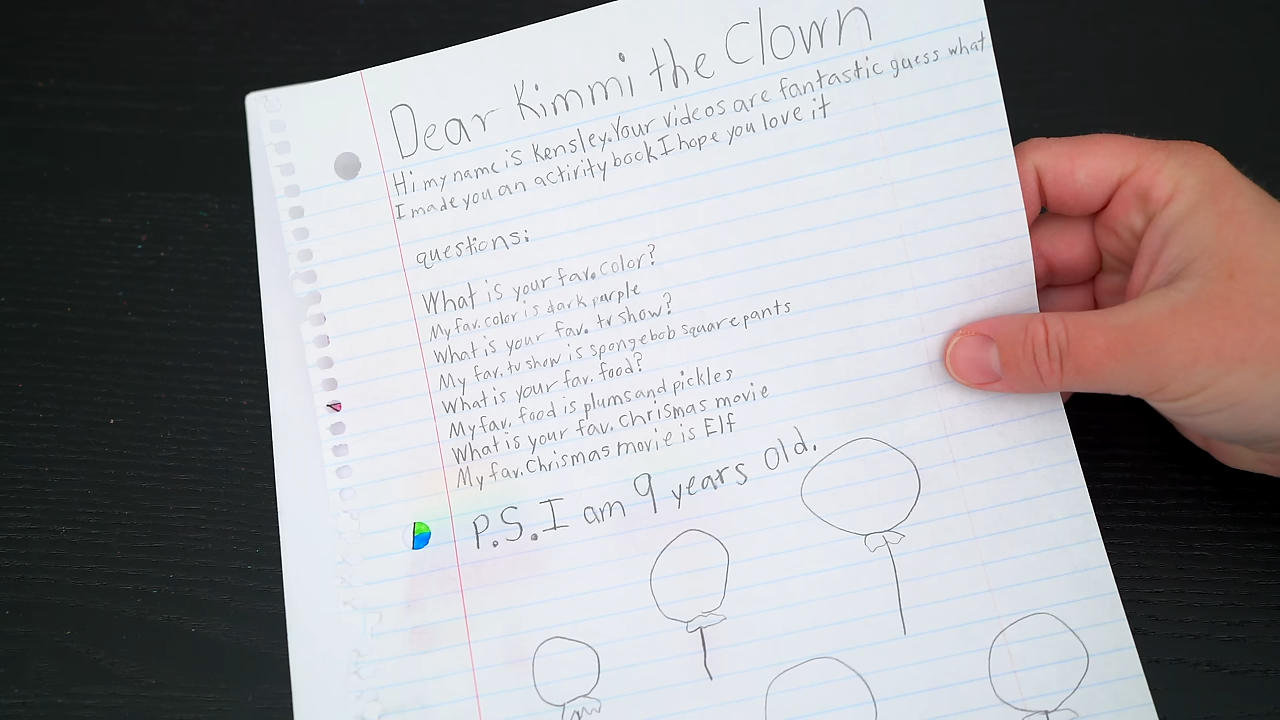 Dear Kimmi the Clown
Hi my name is Kensley. Your videos are fantastic guess what
I made you an activity book I hope you love it
questions:
What is your fav. color?
My fav. color is dark purple
What is your fav. tv show?
My fav. tv show is spongebob squarepants
What is your fav. food?
My fav. food is plums and pickles
What is your fav. Chrismas movie
My fav. Chrismas movie is Elf
P.S. I am 9 years old.